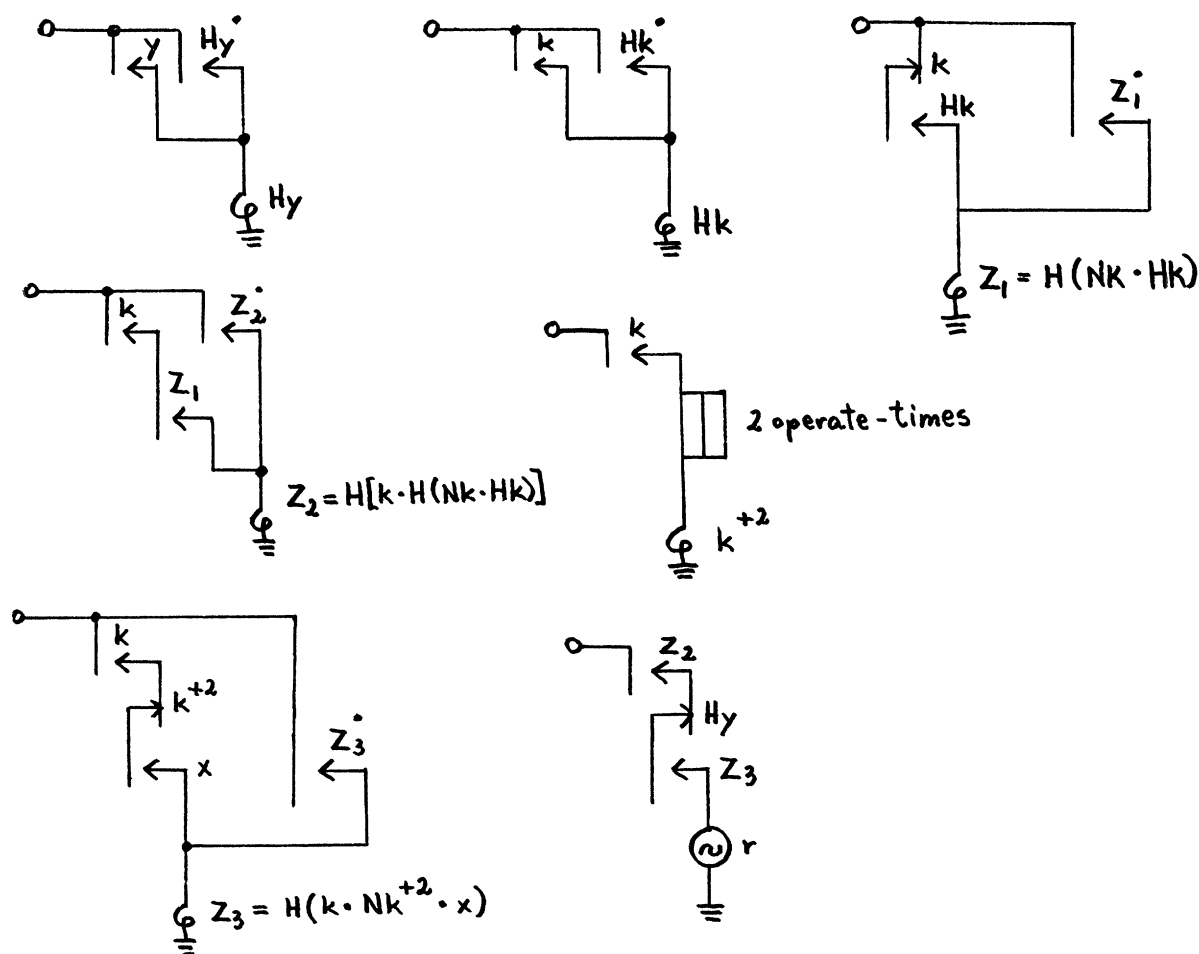 y
Hy•
Hy
k
Hk•
Hk
k
Hk
Z₁•
Z₁ = H(NK·HK)
k
Z₂•
Z₁
Z₂ = H[k·H(Nk·Hk)]
k
2 operate-times
k⁺²
k
k⁺²
x
Z₃•
Z₃ = H(k·Nk⁺²·x)
Z₂
Hy
Z₃
r